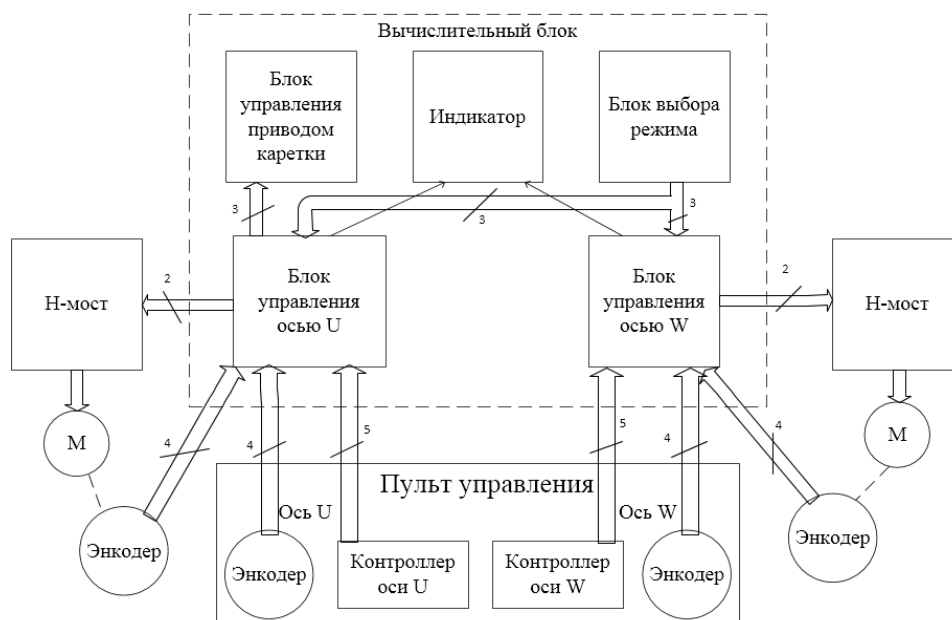 Вычислительный блок
Блок
управления
приводом
каретки
Индикатор
Блок выбора
режима
3
3
3
Н-мост
2
Блок
управления
осью U
Блок
управления
осью W
2
Н-мост
М
4
4
5
5
4
4
М
Пульт управления
Ось U
Ось W
Энкодер
Энкодер
Контроллер
оси U
Контроллер
оси W
Энкодер
Энкодер